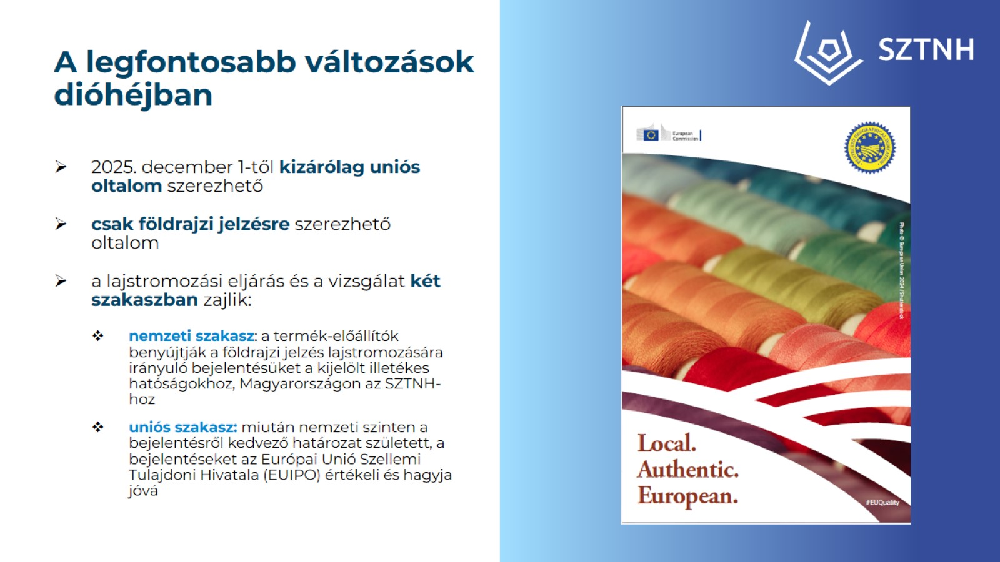 A legfontosabb változások
dióhéjban
2025. december 1-től kizárólag uniós
oltalom szerezhető
csak földrajzi jelzésre szerezhető
oltalom
a lajstromozási eljárás és a vizsgálat két
szakaszban zajlik:
nemzeti szakasz: a termék-előállítók
benyújtják a földrajzi jelzés lajstromozására
irányuló bejelentésüket a kijelölt illetékes
hatóságokhoz, Magyarországon az SZTNH-
hoz
uniós szakasz: miután nemzeti szinten a
bejelentésről kedvező határozat született, a
bejelentéseket az Európai Unió Szellemi
Tulajdoni Hivatala (EUIPO) értékeli és hagyja
jóvá
SZTNH
European
Commission
PROTECTED GEOGRAPHICAL INDICATION
Photo © European Union 2024 / Shutterstock
Local.
Authentic.
European.
#EUQuality